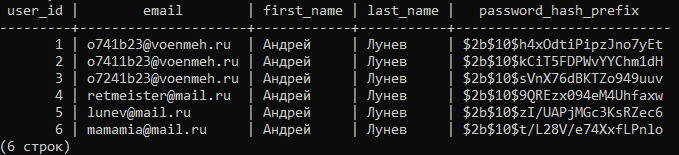 user_id | email | first_name | last_name | password_hash_prefix
1 | o741b23@voenmeh.ru | Андрей | Лунев | $2b$10$h4xOdtiPipzJno7yEt
2 | o7411b23@voenmeh.ru | Андрей | Лунев | $2b$10$kCiT5FDPWvYYChm1dH
3 | o7241b23@voenmeh.ru | Андрей | Лунев | $2b$10$sVnX76dBKTZo949uuv
4 | retmeister@mail.ru | Андрей | Лунев | $2b$10$9QREzx094eM4Uhfaxw
5 | lunev@mail.ru | Андрей | Лунев | $2b$10$zI/UAPjMGc3KsRZec6
6 | mamamia@mail.ru | Андрей | Лунев | $2b$10$t/L28V/e74XxfLPnlo
(6 строк)